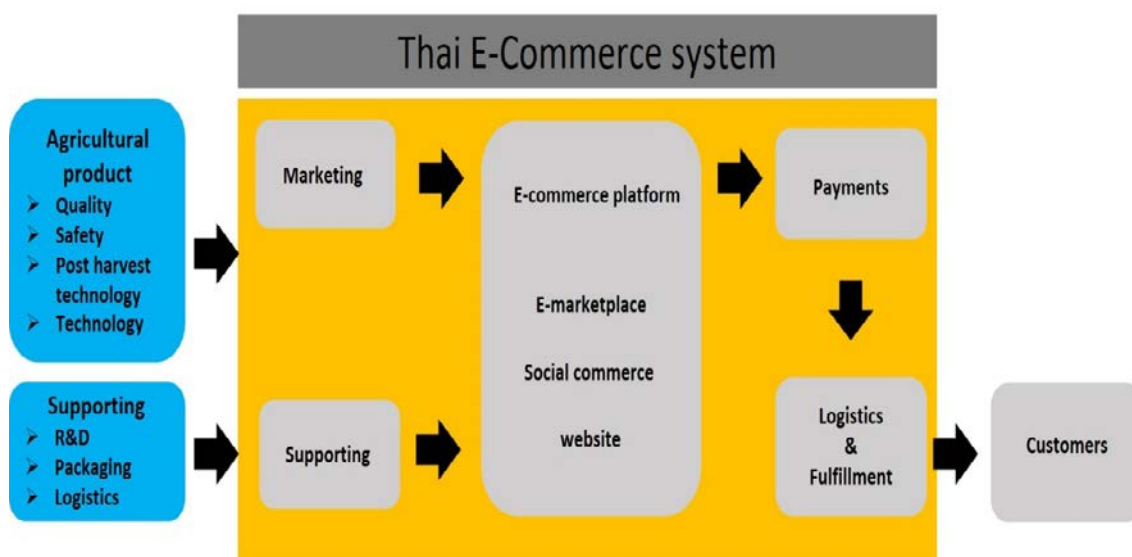 Thai E-Commerce system
Agricultural
product
➢ Quality
➢ Safety
➢ Post harvest
technology
➢ Technology
Supporting
➢ R&D
➢ Packaging
➢ Logistics
Marketing
Supporting
E-commerce platform
E-marketplace
Social commerce
website
Payments
Logistics
&
Fulfillment
Customers